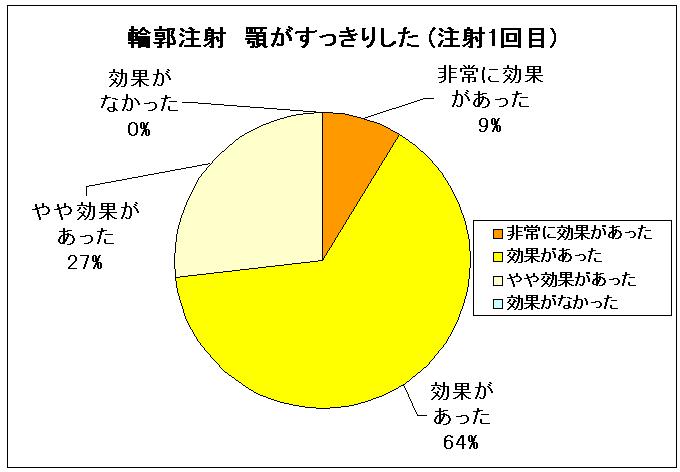 輪郭注射　顎がすっきりした（注射1回目）
効果が
なかった
0%
非常に効果
があった
9%
やや効果が
あった
27%
非常に効果があった
効果があった
やや効果があった
効果がなかった
効果が
あった
64%